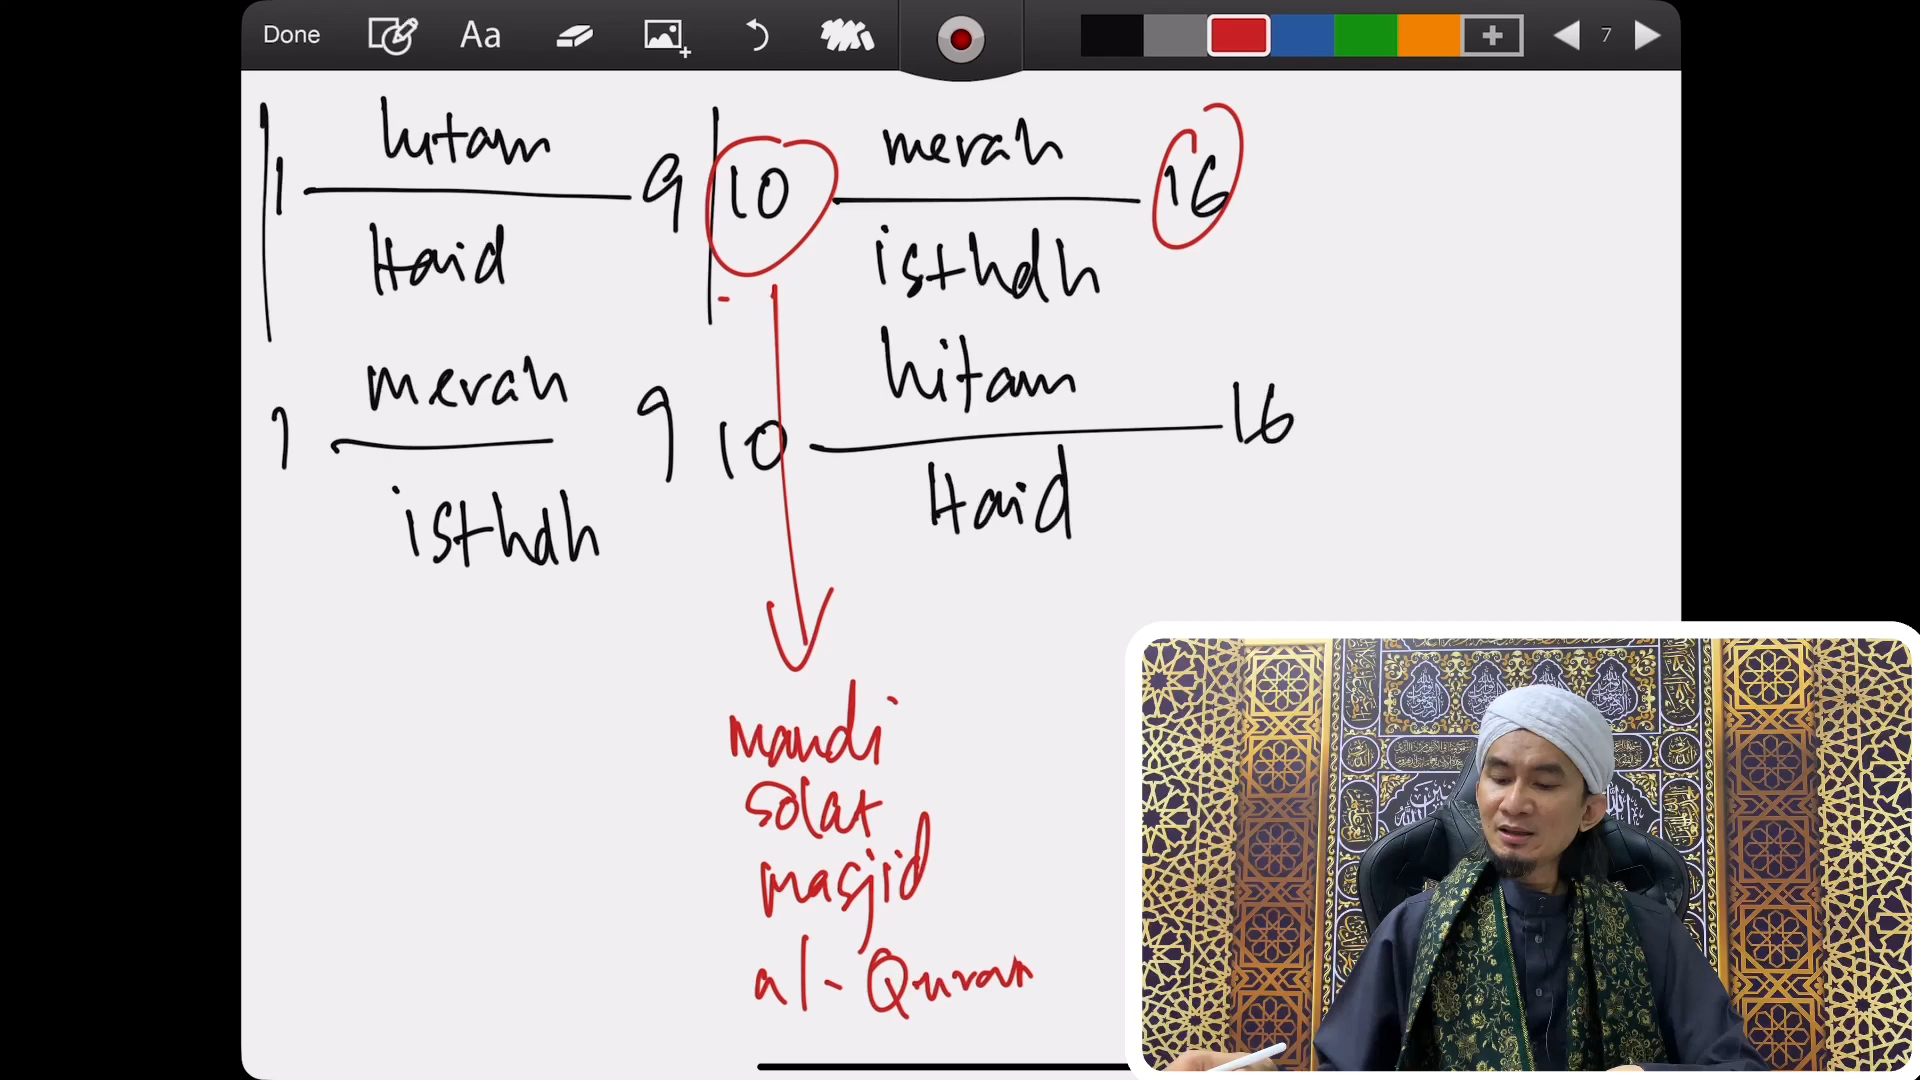 Done Aa 7
hitam merah
1 9 10 16
Haid isthdh
merah hitam
1 9 10 16
isthdh Haid
mandi
solat
masjid
al-Quran